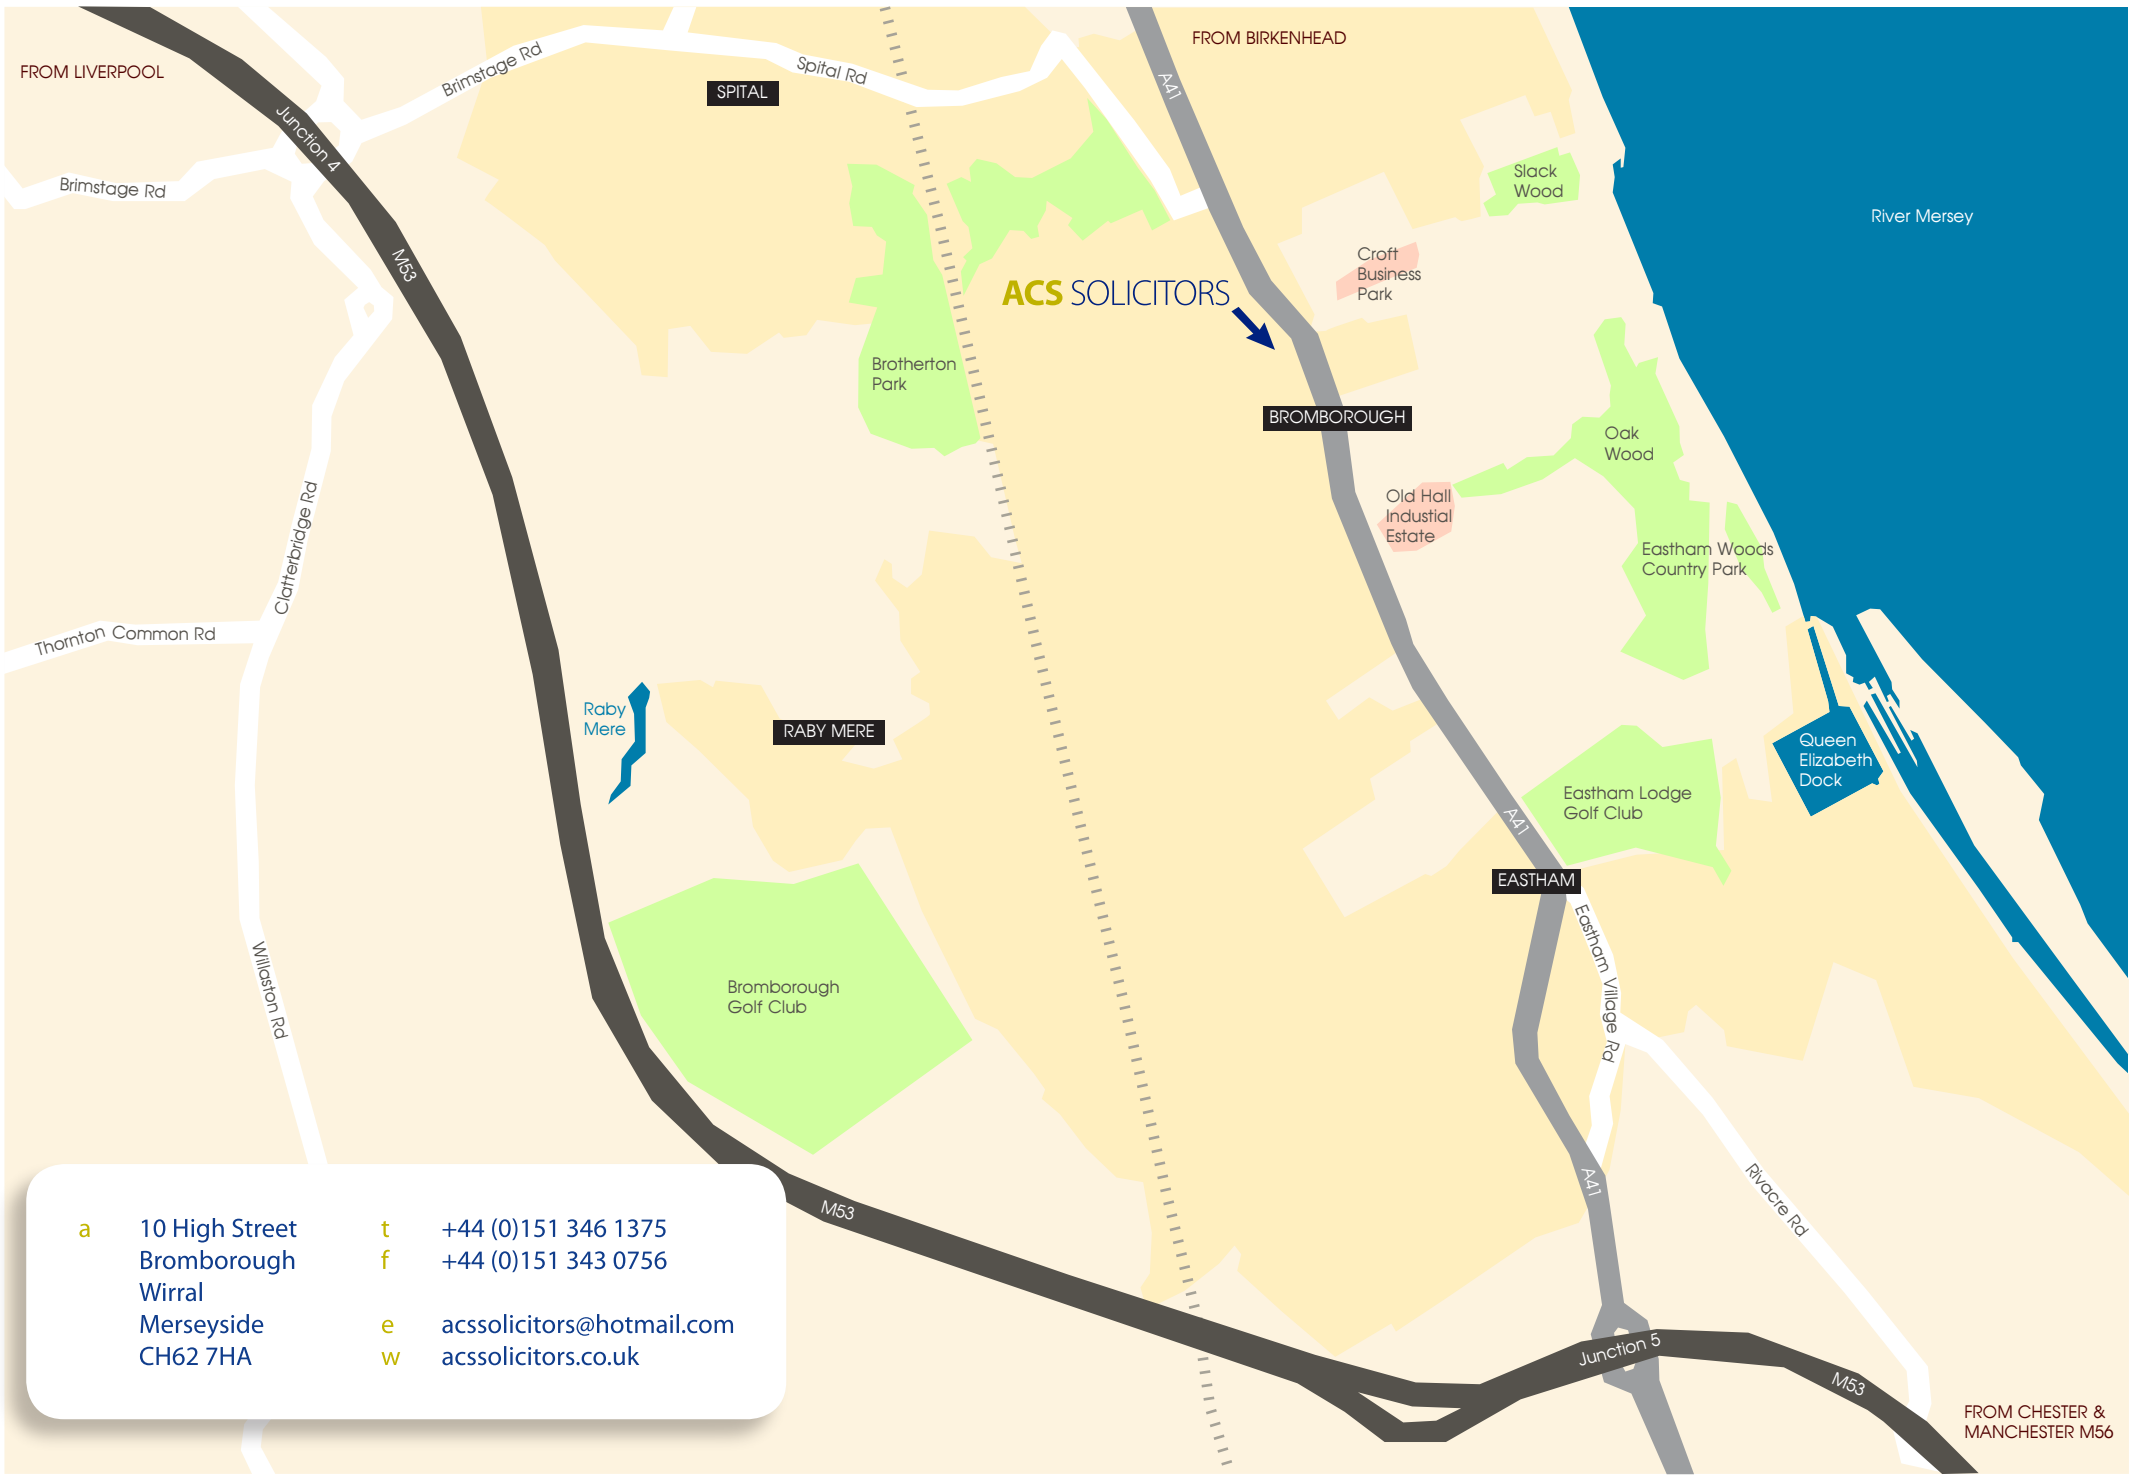 FROM LIVERPOOL
FROM BIRKENHEAD
Brimstage Rd
Spital Rd
SPITAL
A41
Junction 4
Brimstage Rd
Slack
Wood
River Mersey
M53
Croft
Business
Park
ACS SOLICITORS
Brotherton
Park
BROMBOROUGH
Oak
Wood
Old Hall
Industial
Estate
Clatterbridge Rd
Eastham Woods
Country Park
Thornton Common Rd
Raby
Mere
RABY MERE
Queen
Elizabeth
Dock
Eastham Lodge
Golf Club
A41
EASTHAM
Eastham Village Rd
Willaston Rd
Bromborough
Golf Club
A41
Rivacre Rd
M53
a 10 High Street t +44 (0)151 346 1375
Bromborough f +44 (0)151 343 0756
Wirral
Merseyside e acssolicitors@hotmail.com
CH62 7HA w acssolicitors.co.uk
Junction 5
M53
FROM CHESTER &
MANCHESTER M56